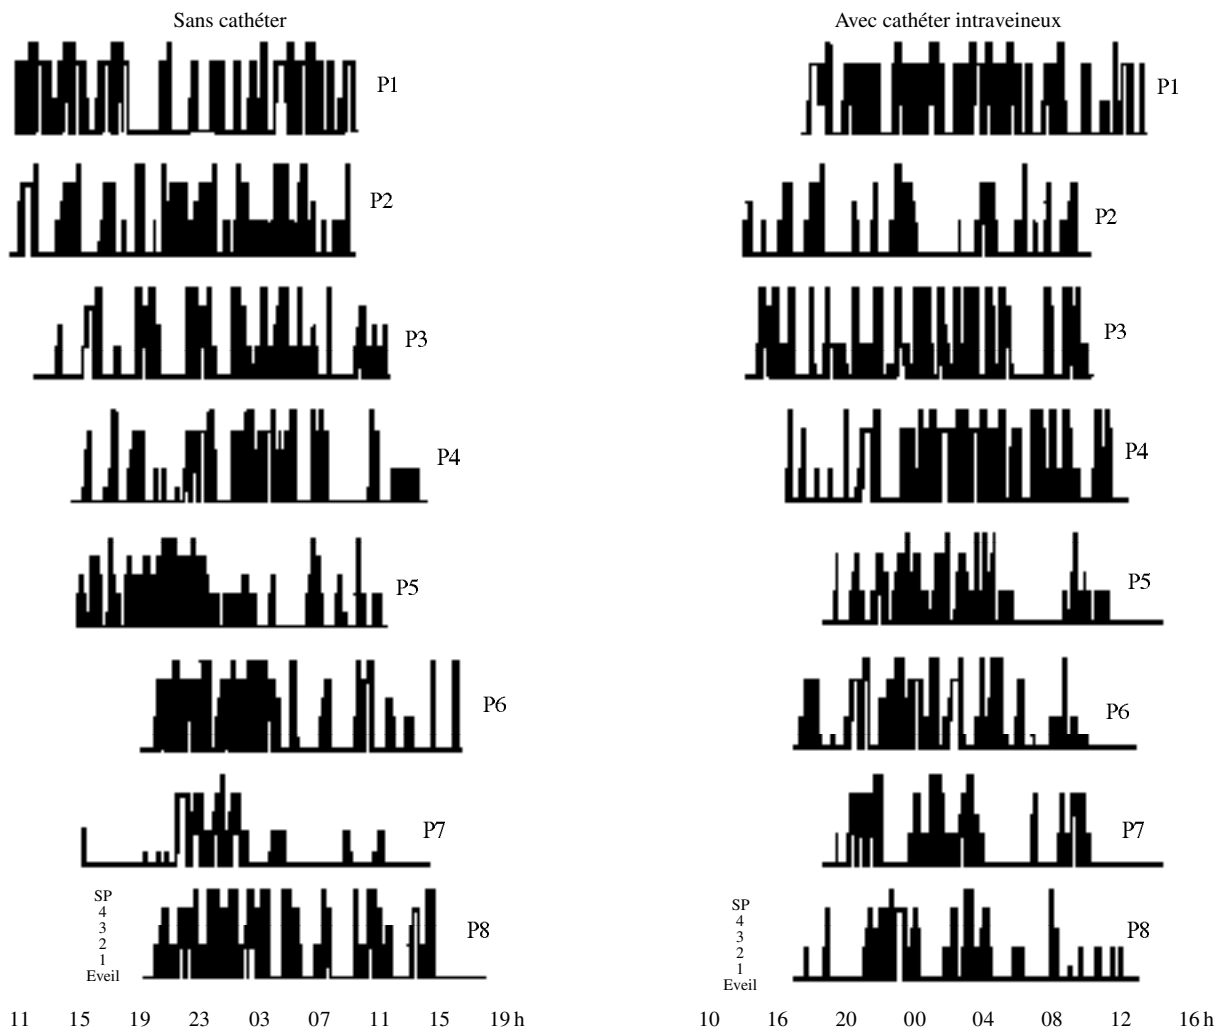 Sans cathéter
P1
P2
P3
P4
P5
P6
P7
P8
SP
4
3
2
1
Eveil
11 15 19 23 03 07 11 15 19 h
Avec cathéter intraveineux
P1
P2
P3
P4
P5
P6
P7
P8
SP
4
3
2
1
Eveil
10 16 20 00 04 08 12 16 h